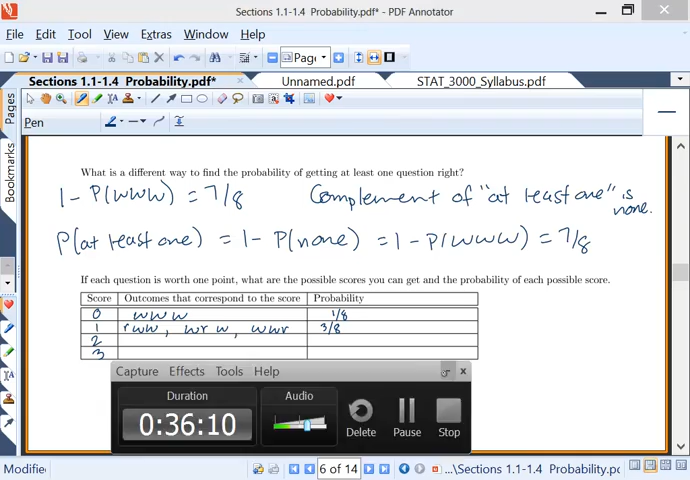 Sections 1.1-1.4 Probability.pdf* - PDF Annotator
File Edit Tool View Favorites Extras Window Help
Page
Sections 1.1-1.4 Probability.pdf* Unnamed.pdf STAT_3000_Syllabus.pdf
Pen
Pages
Bookmarks
What is a different way to find the probability of getting at least one question right?
1 - P(WWW) = 7/8 Complement of "at least one" is
none.
P(at least one) = 1 - P(none) = 1 - P(WWW) = 7/8
If each question is worth one point, what are the possible scores you can get and the probability of each possible score.
Score Outcomes that correspond to the score Probability
0 www 1/8
1 rww, wrw, wwr 3/8
2
3
Capture Effects Tools Help
Duration Audio
0:36:10
Delete Pause Stop
Modifie 6 of 14 ...\Sections 1.1-1.4 Probability.pc